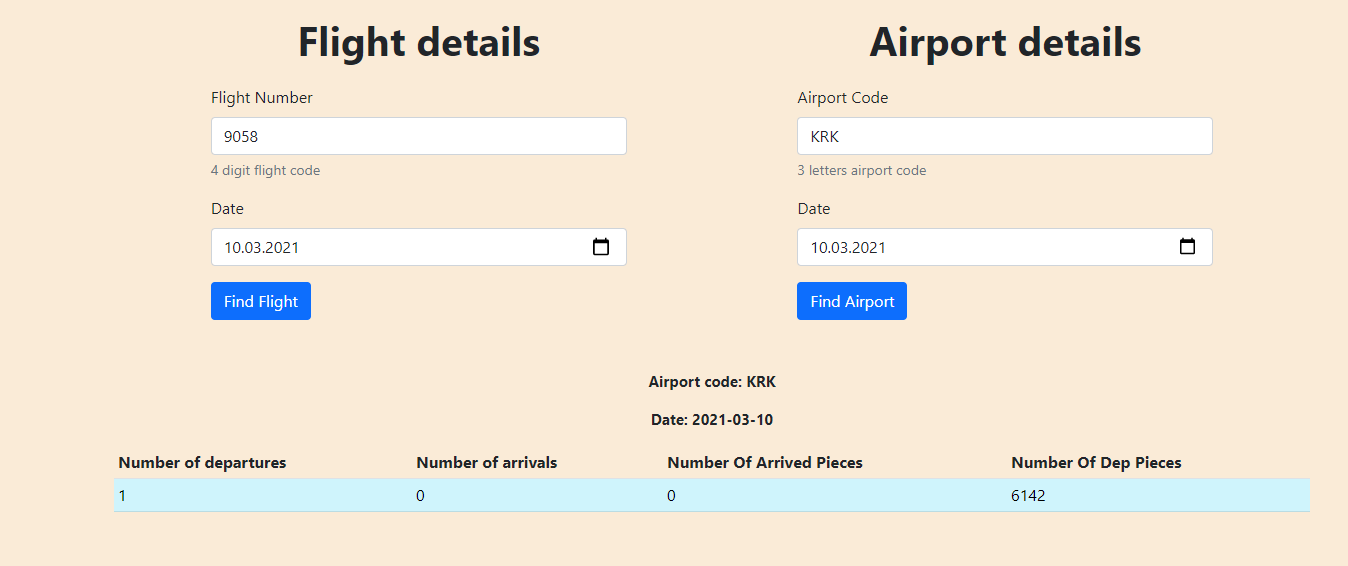 Flight details
Flight Number
9058
4 digit flight code
Date
10.03.2021
Find Flight
Airport details
Airport Code
KRK
3 letters airport code
Date
10.03.2021
Find Airport
Airport code: KRK
Date: 2021-03-10
Number of departures Number of arrivals Number Of Arrived Pieces Number Of Dep Pieces
1 0 0 6142